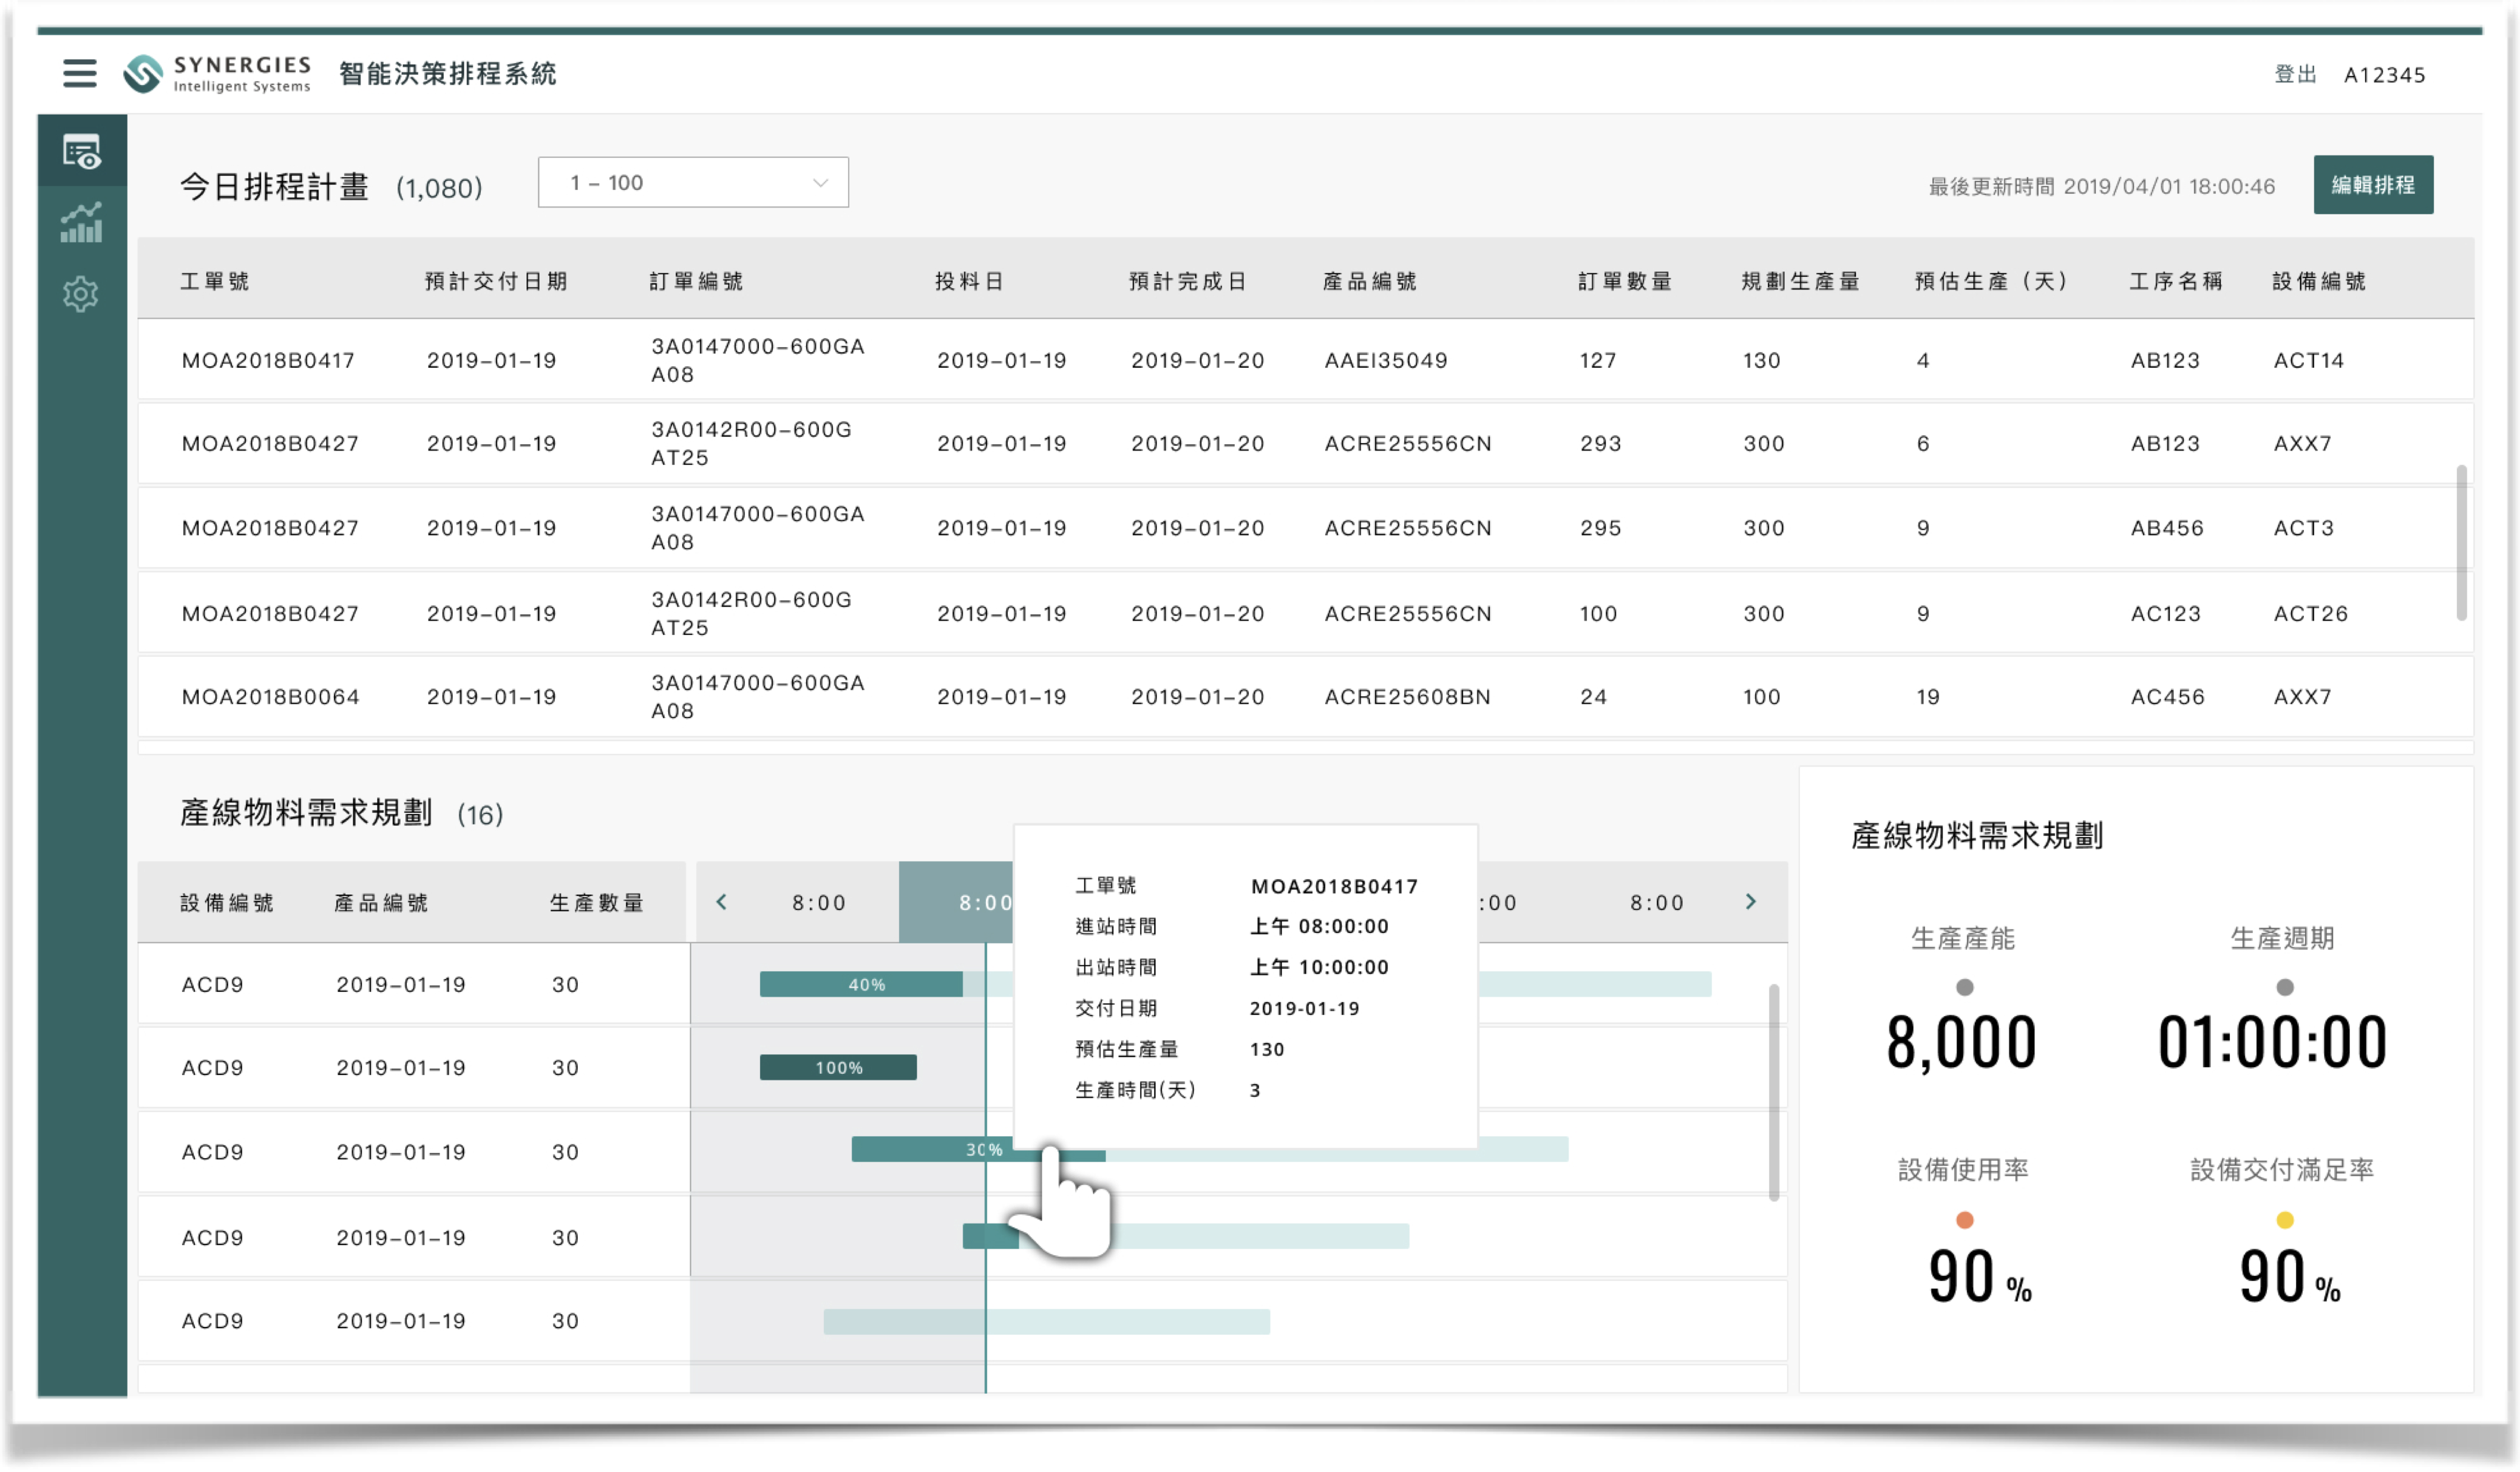 SYNERGIES
Intelligent Systems
智能決策排程系統
登出 A12345
今日排程計畫 (1,080)
1 – 100
最後更新時間 2019/04/01 18:00:46
編輯排程
工單號 預計交付日期 訂單編號 投料日 預計完成日 產品編號 訂單數量 規劃生產量 預估生產（天） 工序名稱 設備編號
MOA2018B0417 2019–01–19 3A0147000–600GA
A08 2019–01–19 2019–01–20 AAEI35049 127 130 4 AB123 ACT14
MOA2018B0427 2019–01–19 3A0142R00–600G
AT25 2019–01–19 2019–01–20 ACRE25556CN 293 300 6 AB123 AXX7
MOA2018B0427 2019–01–19 3A0147000–600GA
A08 2019–01–19 2019–01–20 ACRE25556CN 295 300 9 AB456 ACT3
MOA2018B0427 2019–01–19 3A0142R00–600G
AT25 2019–01–19 2019–01–20 ACRE25556CN 100 300 9 AC123 ACT26
MOA2018B0064 2019–01–19 3A0147000–600GA
A08 2019–01–19 2019–01–20 ACRE25608BN 24 100 19 AC456 AXX7
產線物料需求規劃 (16)
設備編號 產品編號 生產數量 8:00 8:00 :00 8:00
ACD9 2019–01–19 30 40%
ACD9 2019–01–19 30 100%
ACD9 2019–01–19 30 30%
ACD9 2019–01–19 30
ACD9 2019–01–19 30
工單號 MOA2018B0417
進站時間 上午 08:00:00
出站時間 上午 10:00:00
交付日期 2019-01-19
預估生產量 130
生產時間(天) 3
產線物料需求規劃
生產產能 生產週期
8,000 01:00:00
設備使用率 設備交付滿足率
90 % 90 %